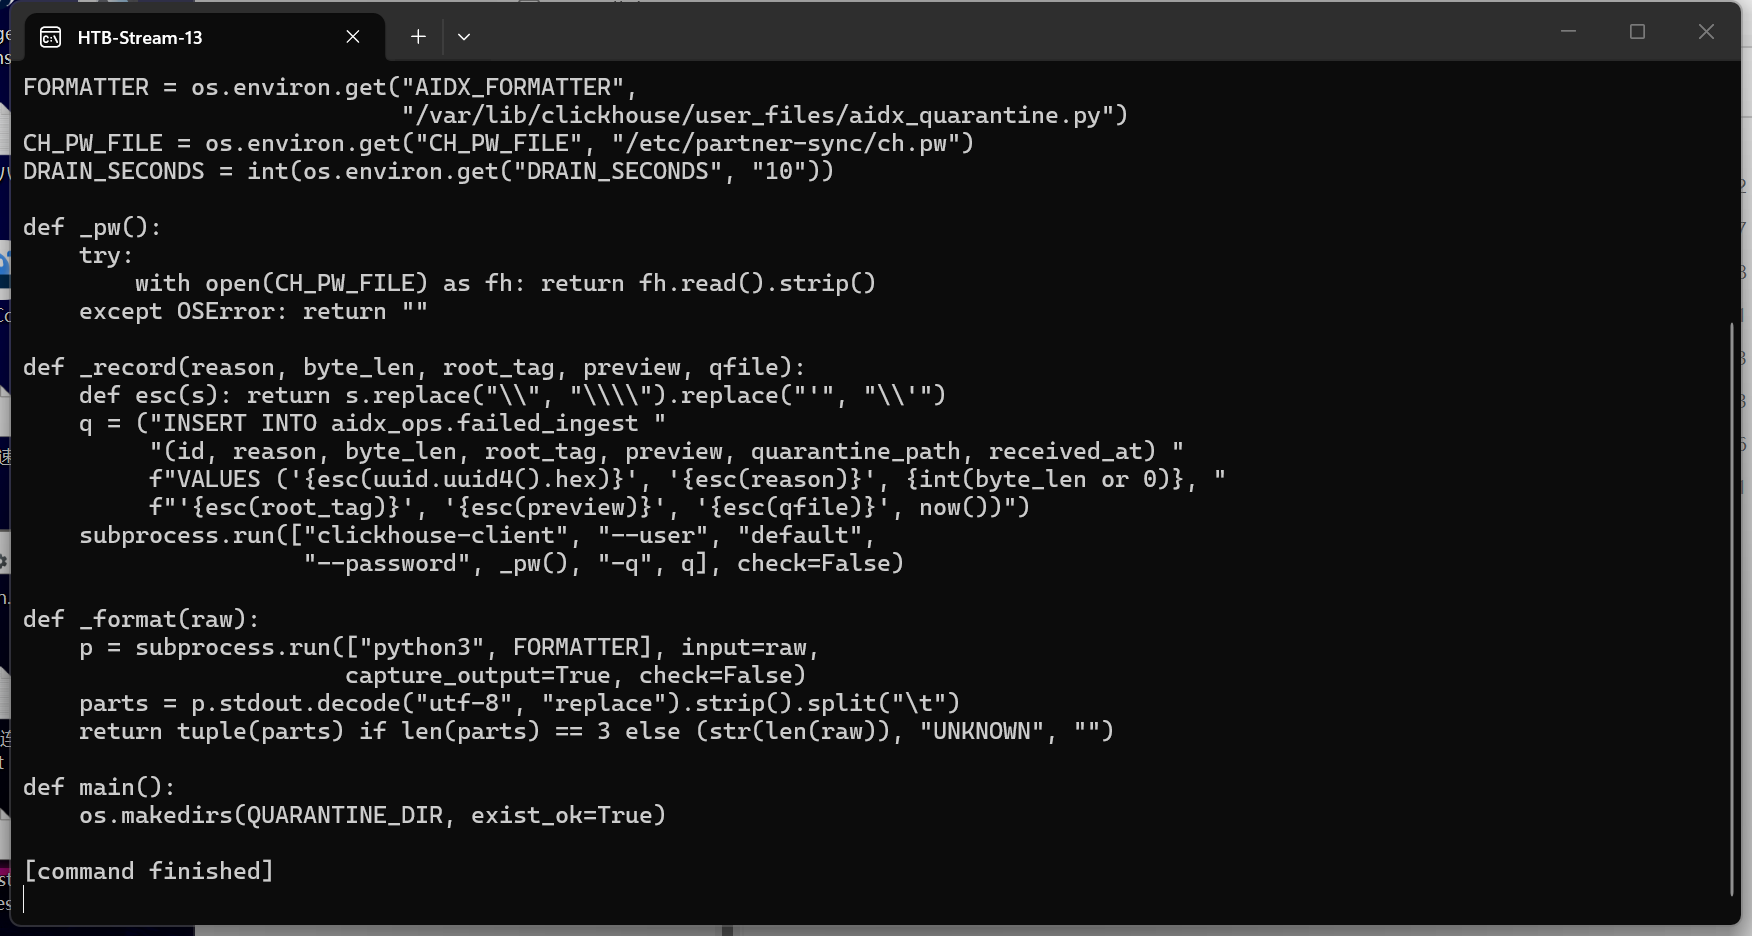 HTB-Stream-13
FORMATTER = os.environ.get("AIDX_FORMATTER",
                           "/var/lib/clickhouse/user_files/aidx_quarantine.py")
CH_PW_FILE = os.environ.get("CH_PW_FILE", "/etc/partner-sync/ch.pw")
DRAIN_SECONDS = int(os.environ.get("DRAIN_SECONDS", "10"))

def _pw():
    try:
        with open(CH_PW_FILE) as fh: return fh.read().strip()
    except OSError: return ""

def _record(reason, byte_len, root_tag, preview, qfile):
    def esc(s): return s.replace("\\", "\\\\").replace("'", "\\'")
    q = ("INSERT INTO aidx_ops.failed_ingest "
         "(id, reason, byte_len, root_tag, preview, quarantine_path, received_at) "
         f"VALUES ('{esc(uuid.uuid4().hex)}', '{esc(reason)}', {int(byte_len or 0)}, "
         f"'{esc(root_tag)}', '{esc(preview)}', '{esc(qfile)}', now())")
    subprocess.run(["clickhouse-client", "--user", "default",
                    "--password", _pw(), "-q", q], check=False)

def _format(raw):
    p = subprocess.run(["python3", FORMATTER], input=raw,
                       capture_output=True, check=False)
    parts = p.stdout.decode("utf-8", "replace").strip().split("\t")
    return tuple(parts) if len(parts) == 3 else (str(len(raw)), "UNKNOWN", "")

def main():
    os.makedirs(QUARANTINE_DIR, exist_ok=True)

[command finished]